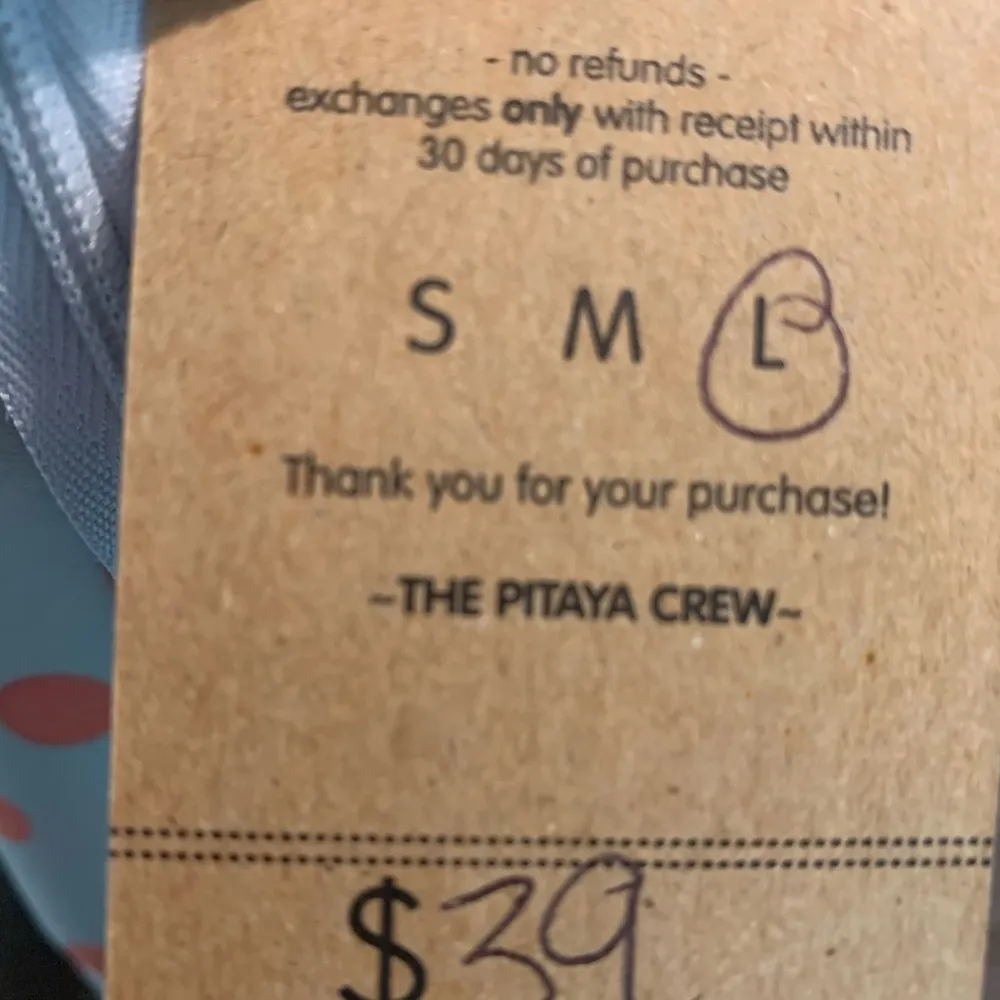 - no refunds -
exchanges only with receipt within
30 days of purchase
S M L
Thank you for your purchase!
~THE PITAYA CREW~
$39